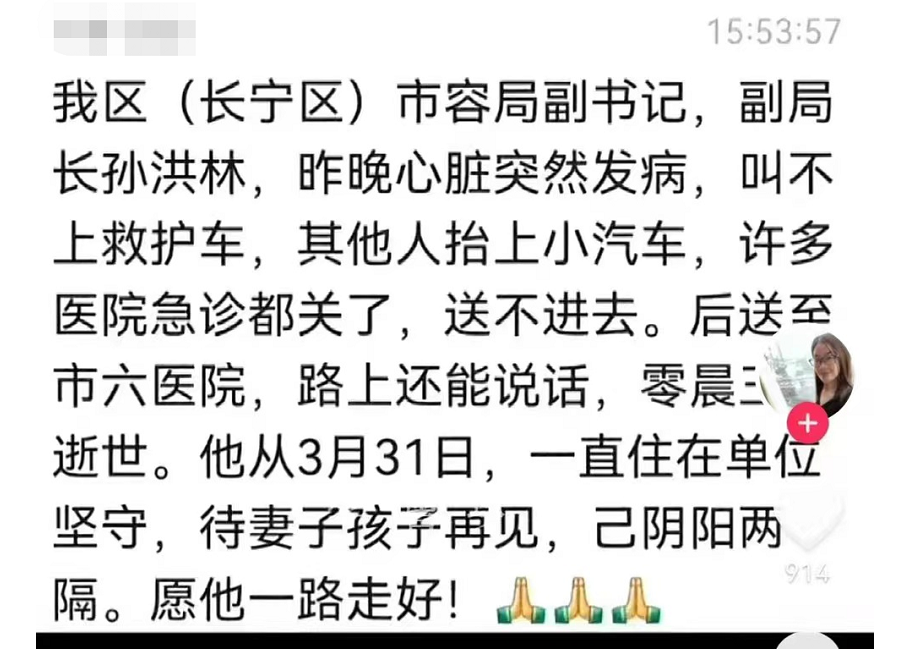 15:53:57
我区（长宁区）市容局副书记，副局
长孙洪林，昨晚心脏突然发病，叫不
上救护车，其他人抬上小汽车，许多
医院急诊都关了，送不进去。后送至
市六医院，路上还能说话，零晨
逝世。他从3月31日，一直住在单位
坚守，待妻子孩子再见，己阴阳两
隔。愿他一路走好！🙏🙏🙏
914